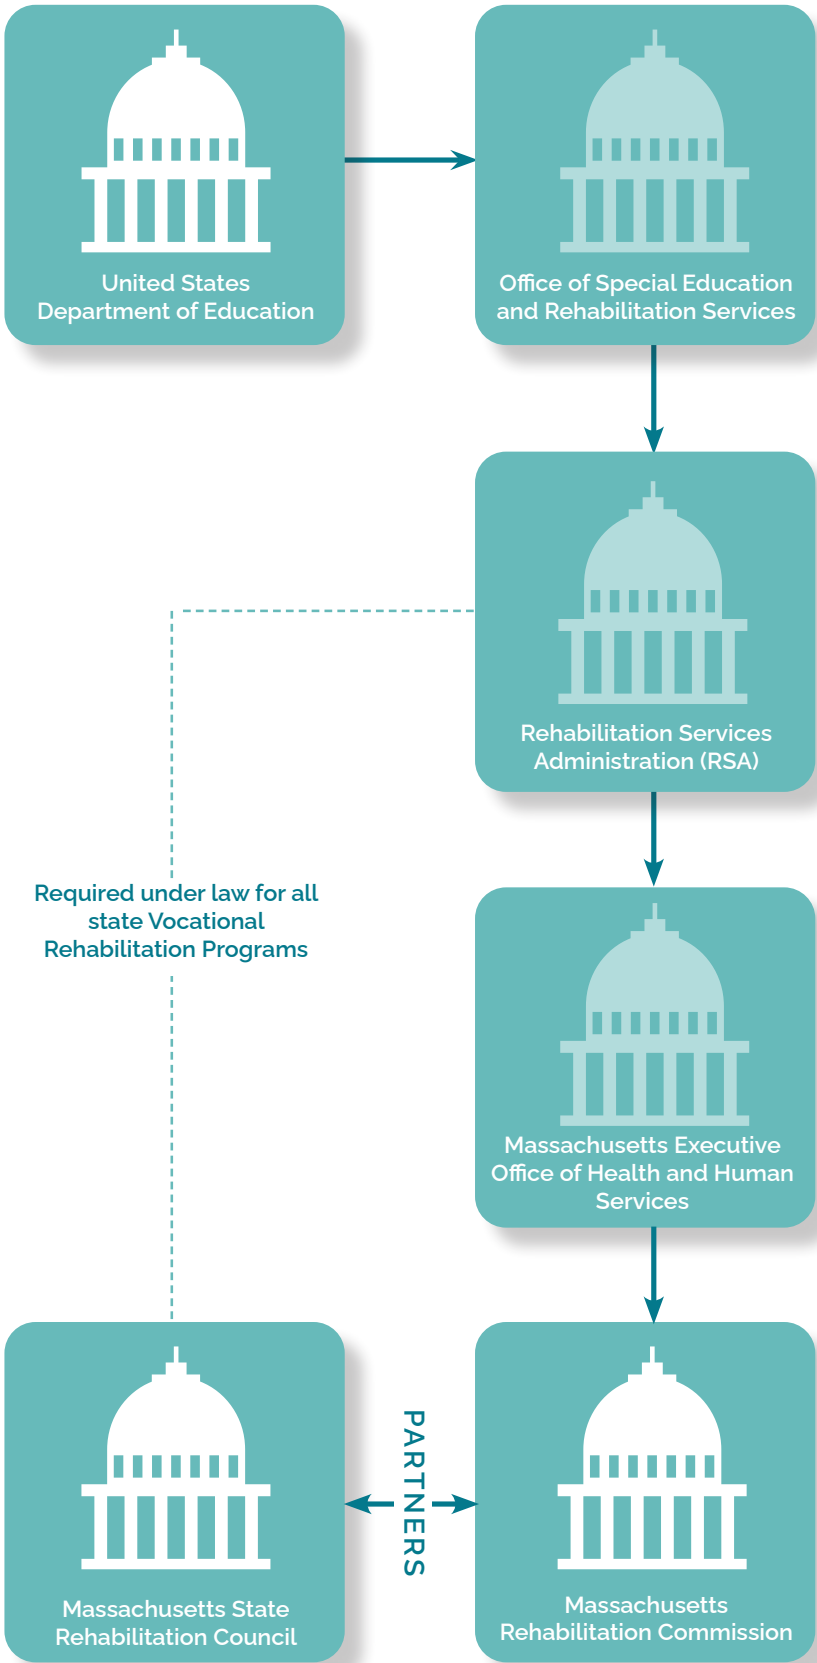 United States
Department of Education
Office of Special Education
and Rehabilitation Services
Rehabilitation Services
Administration (RSA)
Required under law for all
state Vocational
Rehabilitation Programs
Massachusetts Executive
Office of Health and Human
Services
PARTNERS
Massachusetts State
Rehabilitation Council
Massachusetts
Rehabilitation Commission